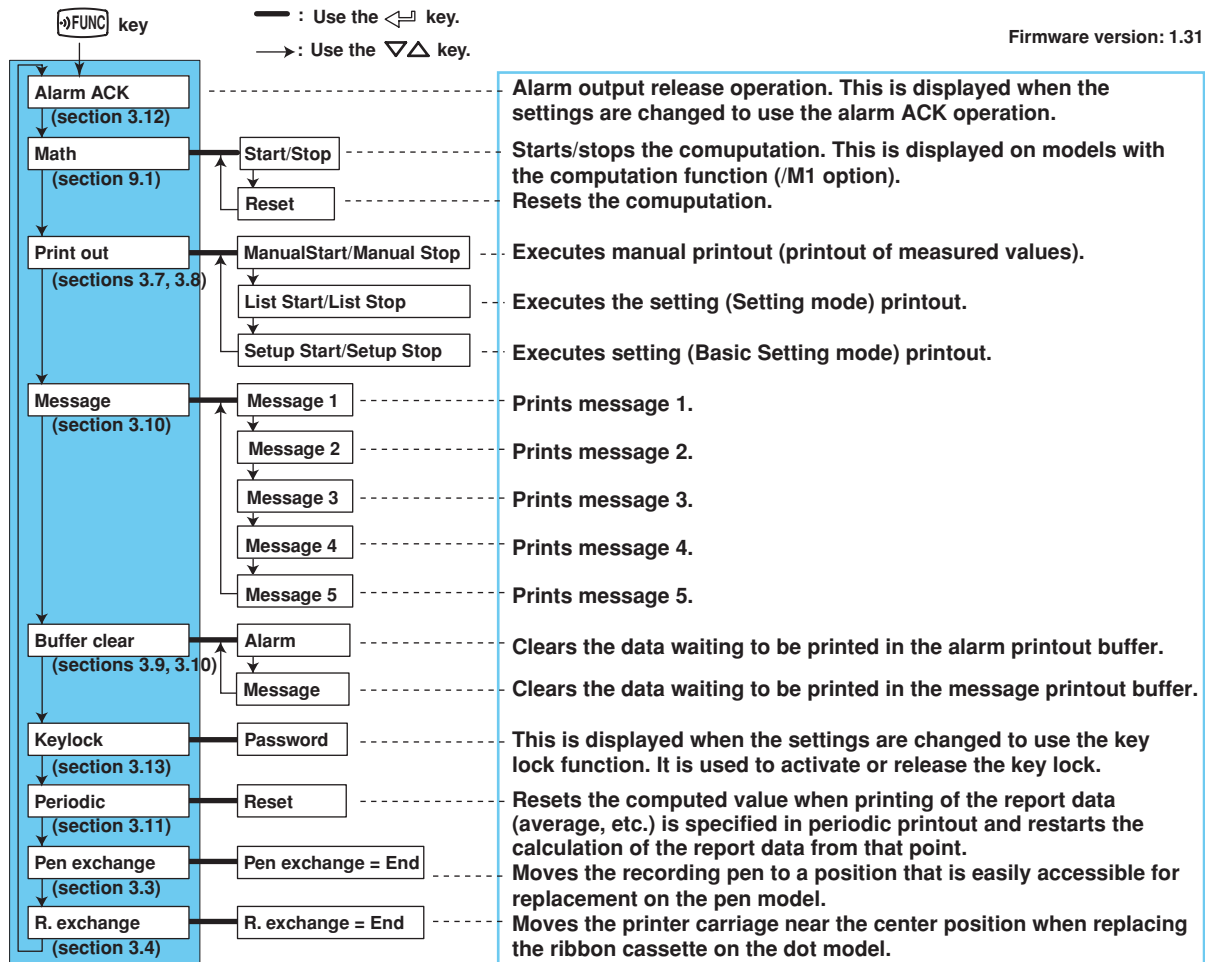 FUNC key
: Use the key.
: Use the ▽△ key.
Firmware version: 1.31
Alarm ACK
(section 3.12)
Alarm output release operation. This is displayed when the
settings are changed to use the alarm ACK operation.
Math
(section 9.1)
Start/Stop
Starts/stops the comuputation. This is displayed on models with
the computation function (/M1 option).
Reset
Resets the comuputation.
Print out
(sections 3.7, 3.8)
ManualStart/Manual Stop
Executes manual printout (printout of measured values).
List Start/List Stop
Executes the setting (Setting mode) printout.
Setup Start/Setup Stop
Executes setting (Basic Setting mode) printout.
Message
(section 3.10)
Message 1
Prints message 1.
Message 2
Prints message 2.
Message 3
Prints message 3.
Message 4
Prints message 4.
Message 5
Prints message 5.
Buffer clear
(sections 3.9, 3.10)
Alarm
Clears the data waiting to be printed in the alarm printout buffer.
Message
Clears the data waiting to be printed in the message printout buffer.
Keylock
(section 3.13)
Password
This is displayed when the settings are changed to use the key
lock function. It is used to activate or release the key lock.
Periodic
(section 3.11)
Reset
Resets the computed value when printing of the report data
(average, etc.) is specified in periodic printout and restarts the
calculation of the report data from that point.
Pen exchange
(section 3.3)
Pen exchange = End
Moves the recording pen to a position that is easily accessible for
replacement on the pen model.
R. exchange
(section 3.4)
R. exchange = End
Moves the printer carriage near the center position when replacing
the ribbon cassette on the dot model.